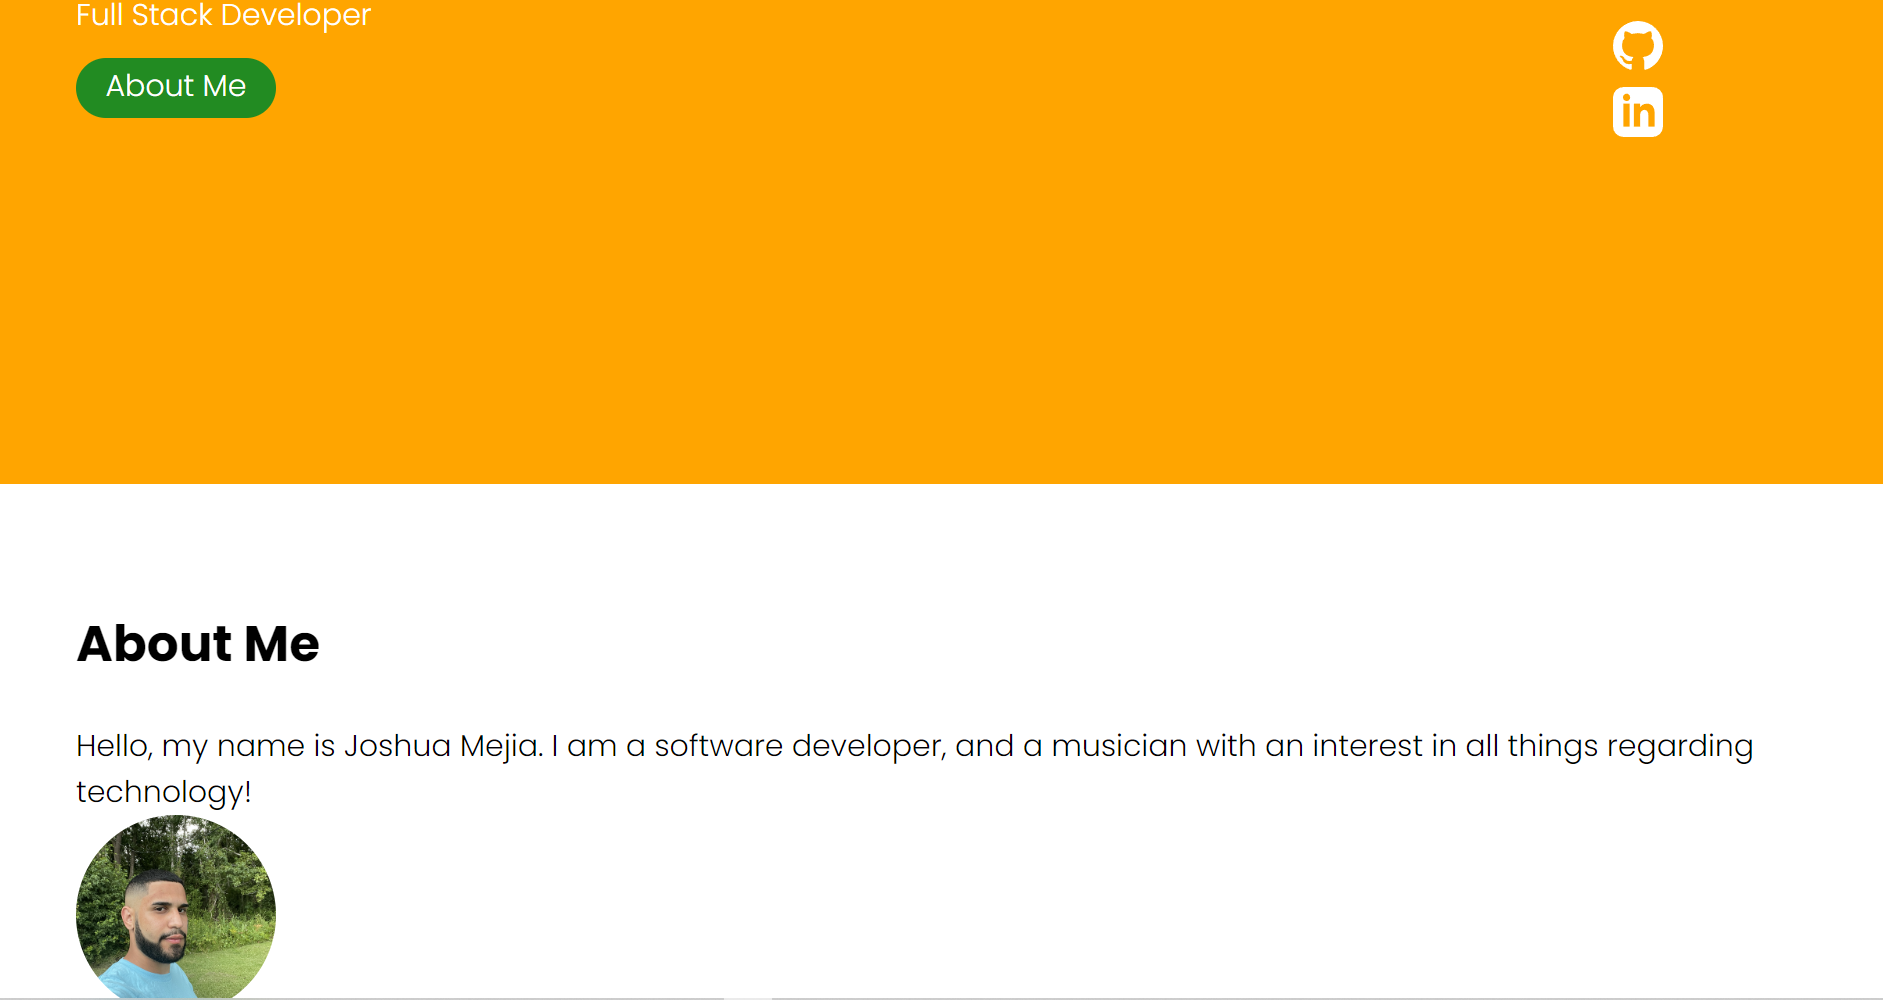 Full Stack Developer
About Me
in
About Me
Hello, my name is Joshua Mejia. I am a software developer, and a musician with an interest in all things regarding
technology!